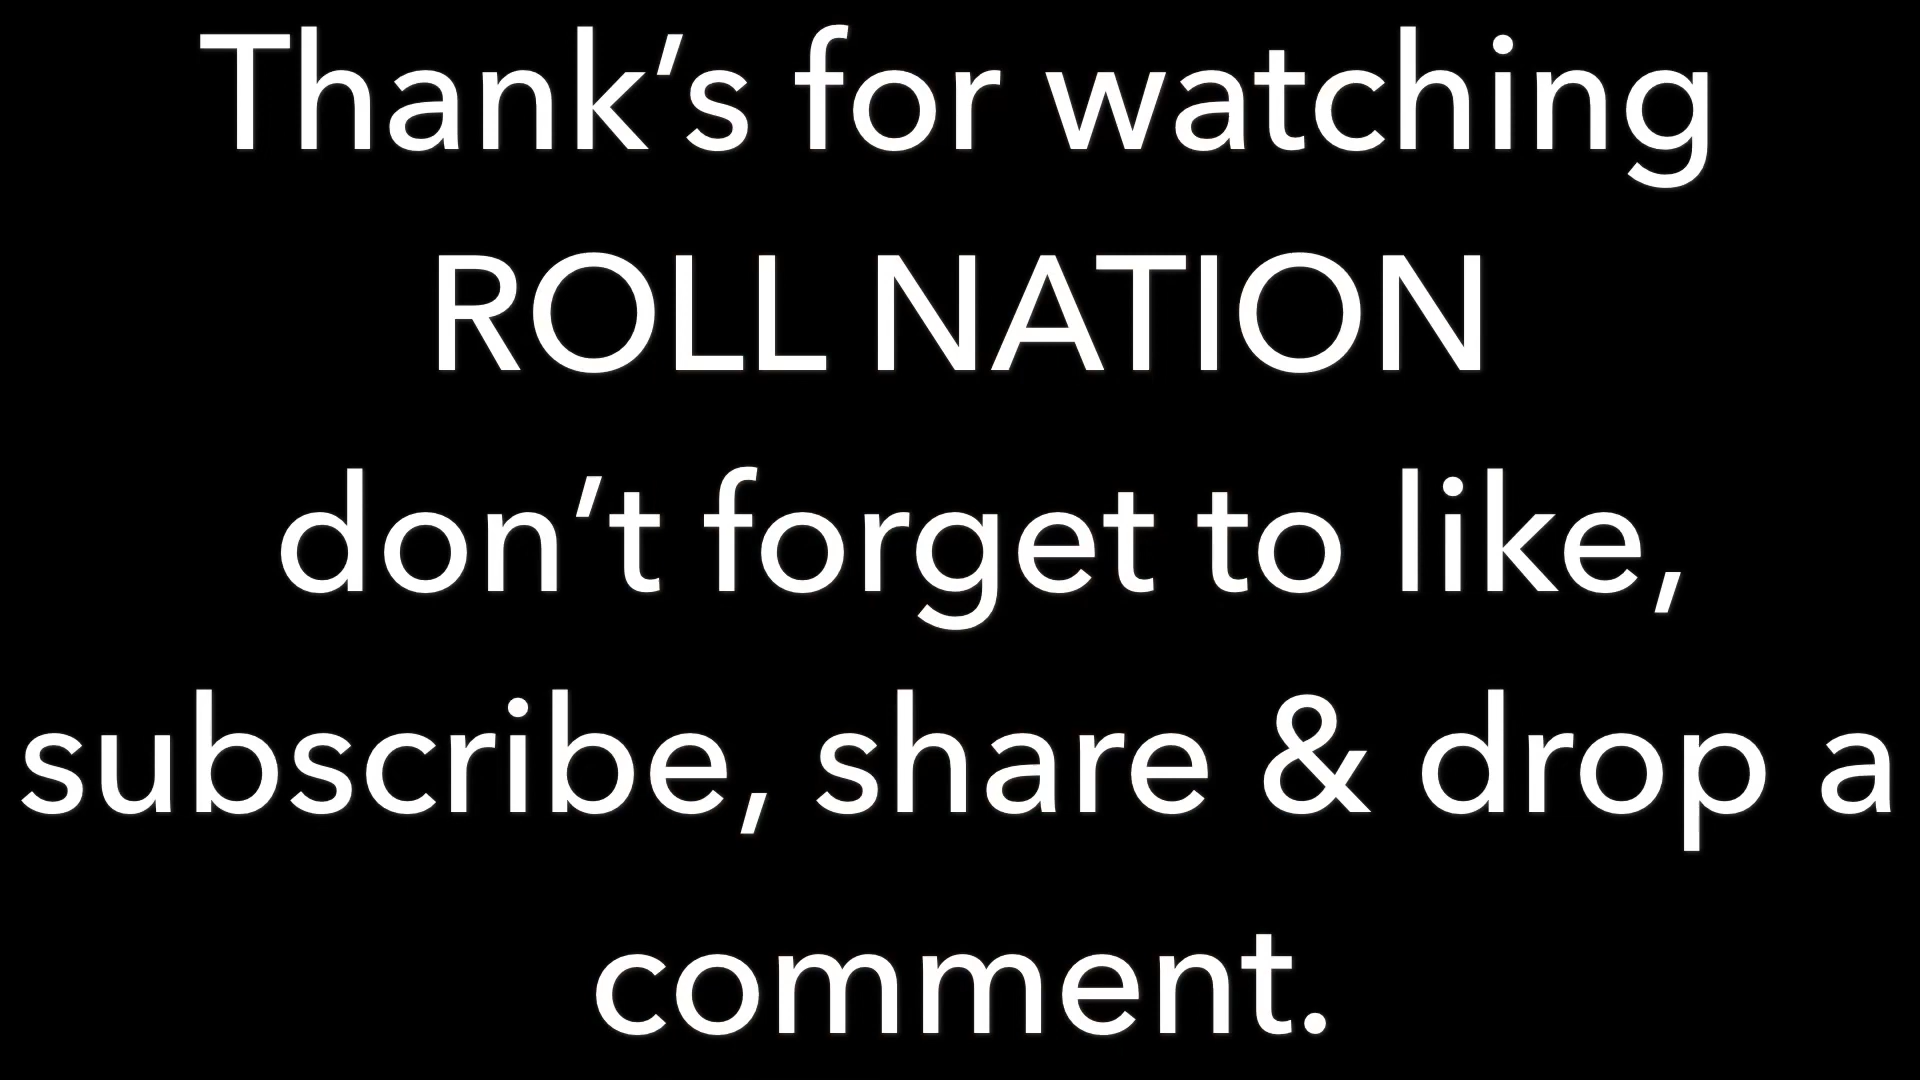 Thank’s for watching
ROLL NATION
don’t forget to like,
subscribe, share & drop a
comment.